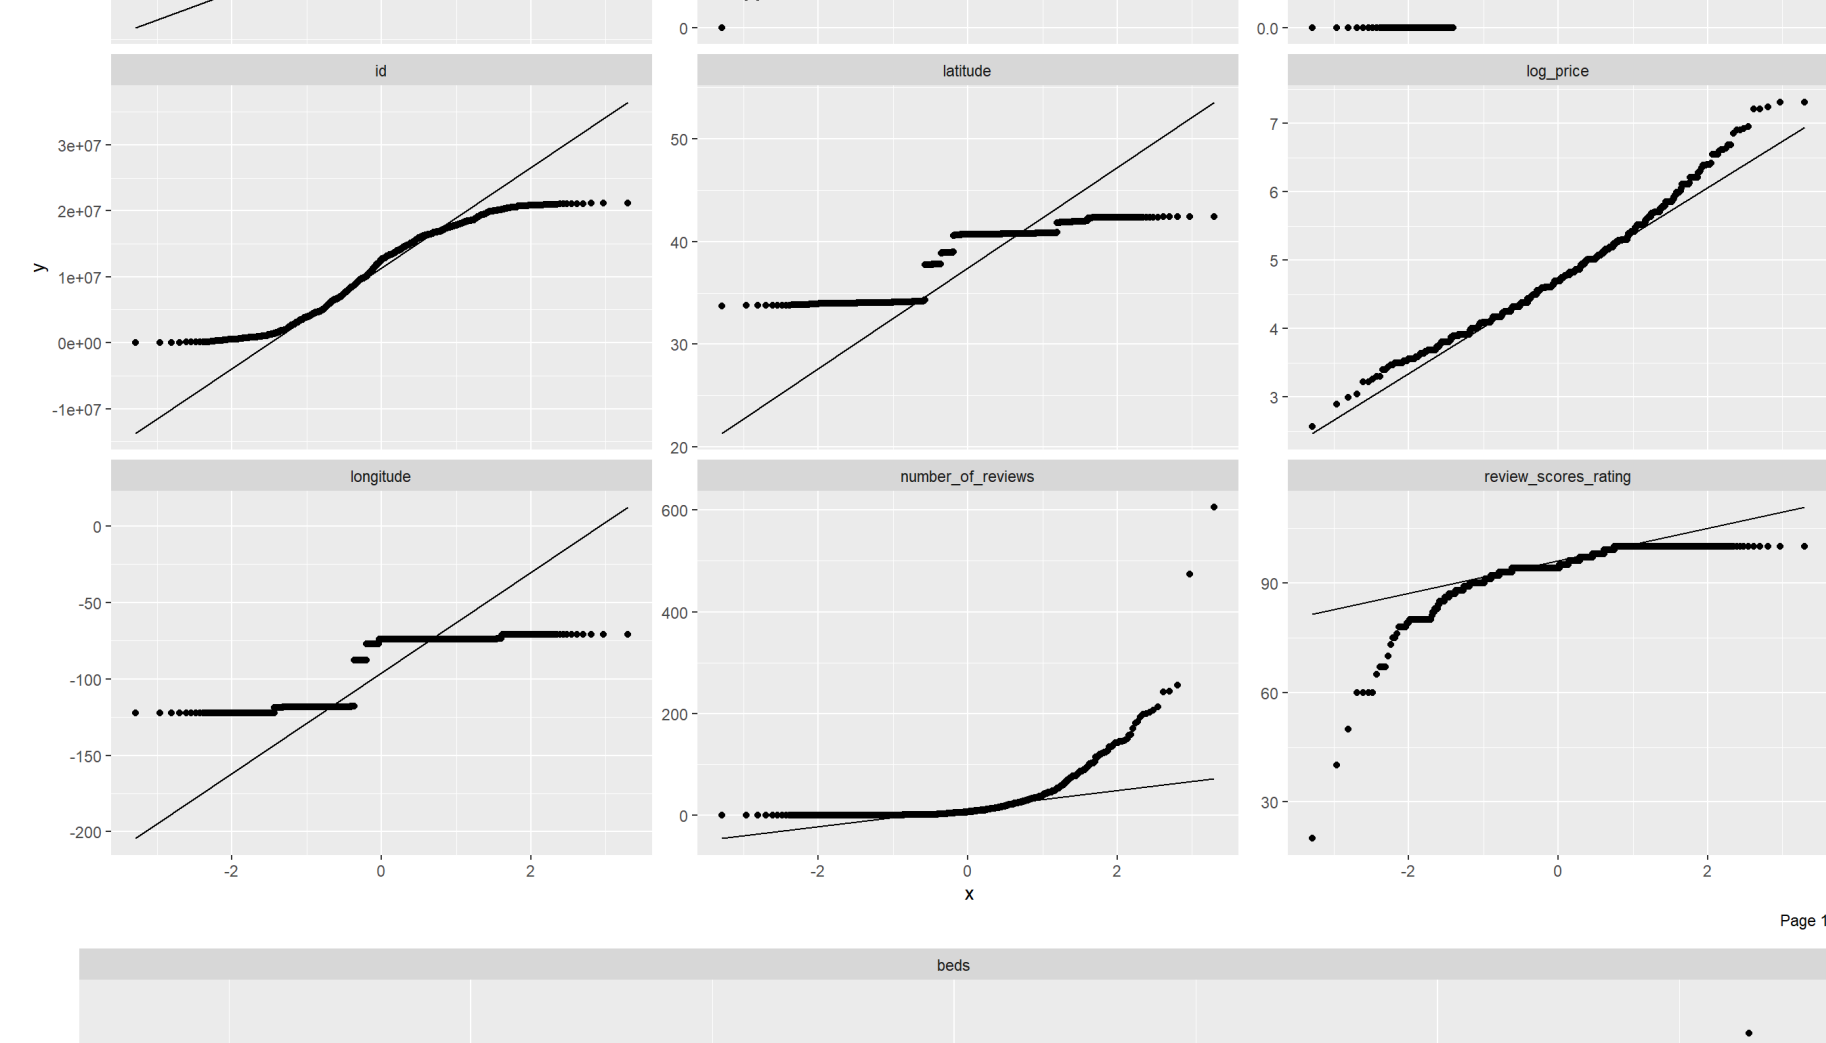 0
0.0
id
latitude
log_price
3e+07
2e+07
1e+07
0e+00
-1e+07
50
40
30
20
7
6
5
4
3
y
longitude
number_of_reviews
review_scores_rating
0
-50
-100
-150
-200
600
400
200
0
90
60
30
-2 0 2
-2 0 2
-2 0 2
x
Page 1
beds